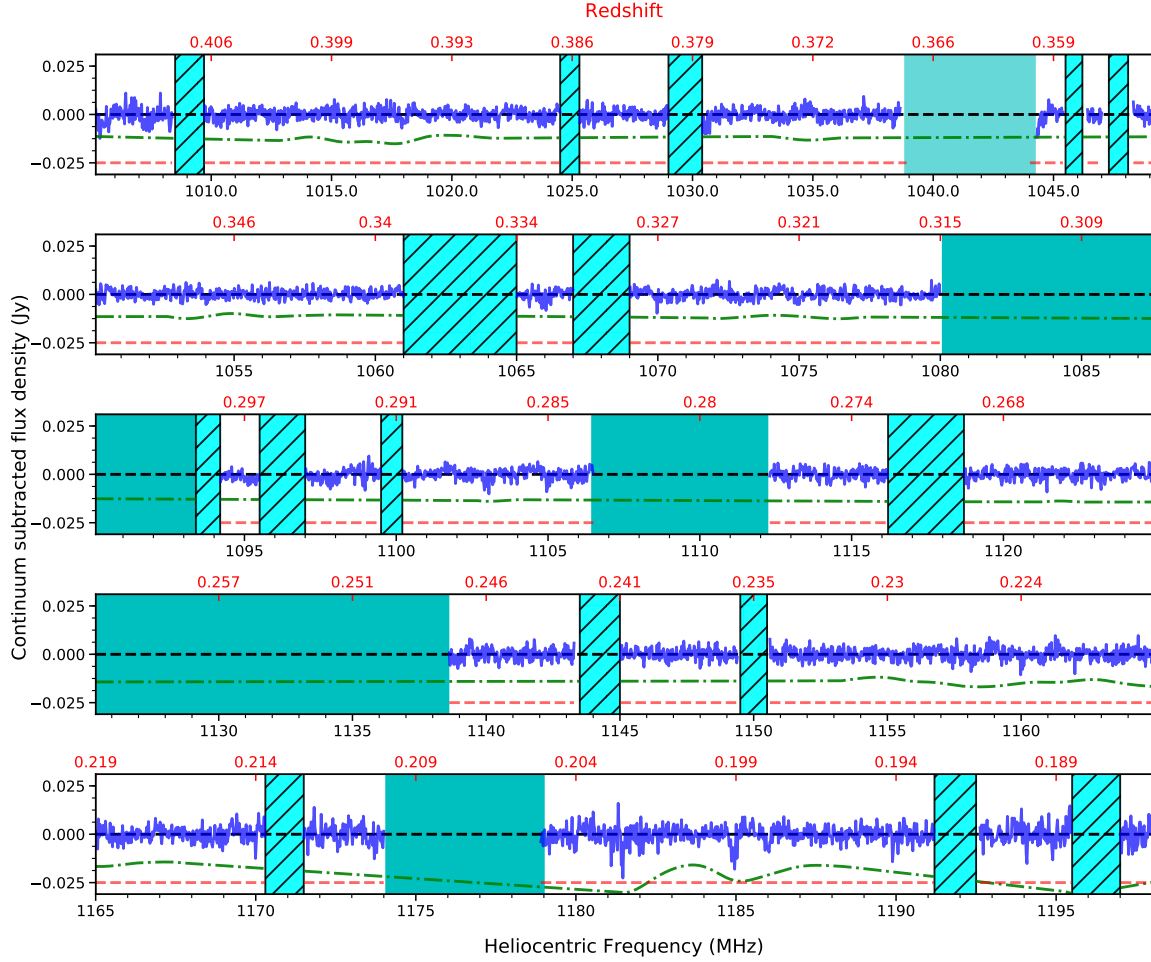 Redshift
0.406 0.399 0.393 0.386 0.379 0.372 0.366 0.359
0.025
0.000
−0.025
1010.0 1015.0 1020.0 1025.0 1030.0 1035.0 1040.0 1045.0
0.346 0.34 0.334 0.327 0.321 0.315 0.309
0.025
0.000
−0.025
1055 1060 1065 1070 1075 1080 1085
0.297 0.291 0.285 0.28 0.274 0.268
0.025
0.000
−0.025
1095 1100 1105 1110 1115 1120
Continuum subtracted flux density (Jy)
0.257 0.251 0.246 0.241 0.235 0.23 0.224
0.025
0.000
−0.025
1130 1135 1140 1145 1150 1155 1160
0.219 0.214 0.209 0.204 0.199 0.194 0.189
0.025
0.000
−0.025
1165 1170 1175 1180 1185 1190 1195
Heliocentric Frequency (MHz)